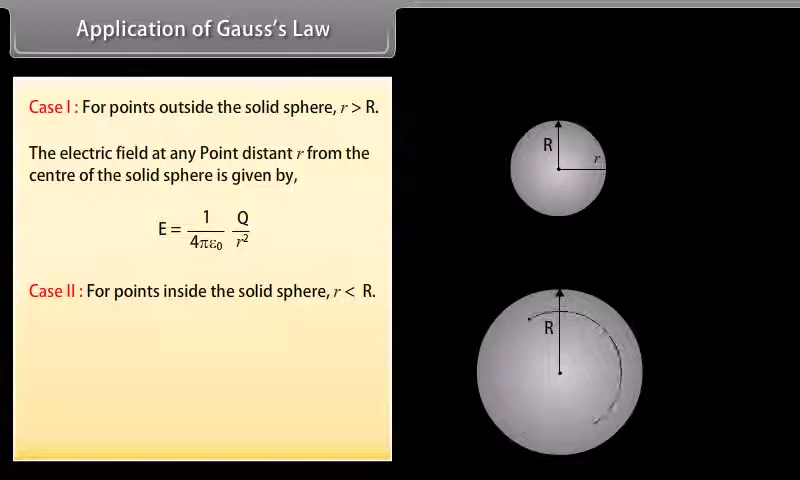 Application of Gauss's Law
Case I : For points outside the solid sphere, r > R.
The electric field at any Point distant r from the
centre of the solid sphere is given by,
E = 1/4πε₀ Q/r²
Case II : For points inside the solid sphere, r < R.
R
r
R